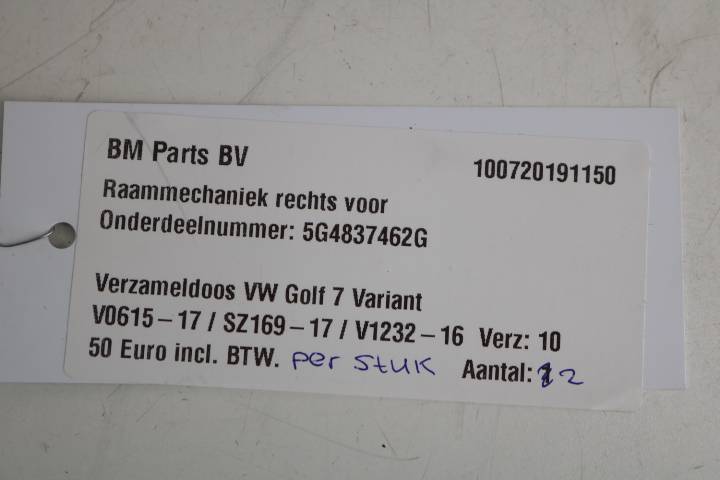 BM Parts BV 100720191150
Raammechaniek rechts voor
Onderdeelnummer: 5G4837462G
Verzameldoos VW Golf 7 Variant
V0615-17 / SZ169-17 / V1232-16 Verz: 10
50 Euro incl. BTW. per stuk Aantal: 2